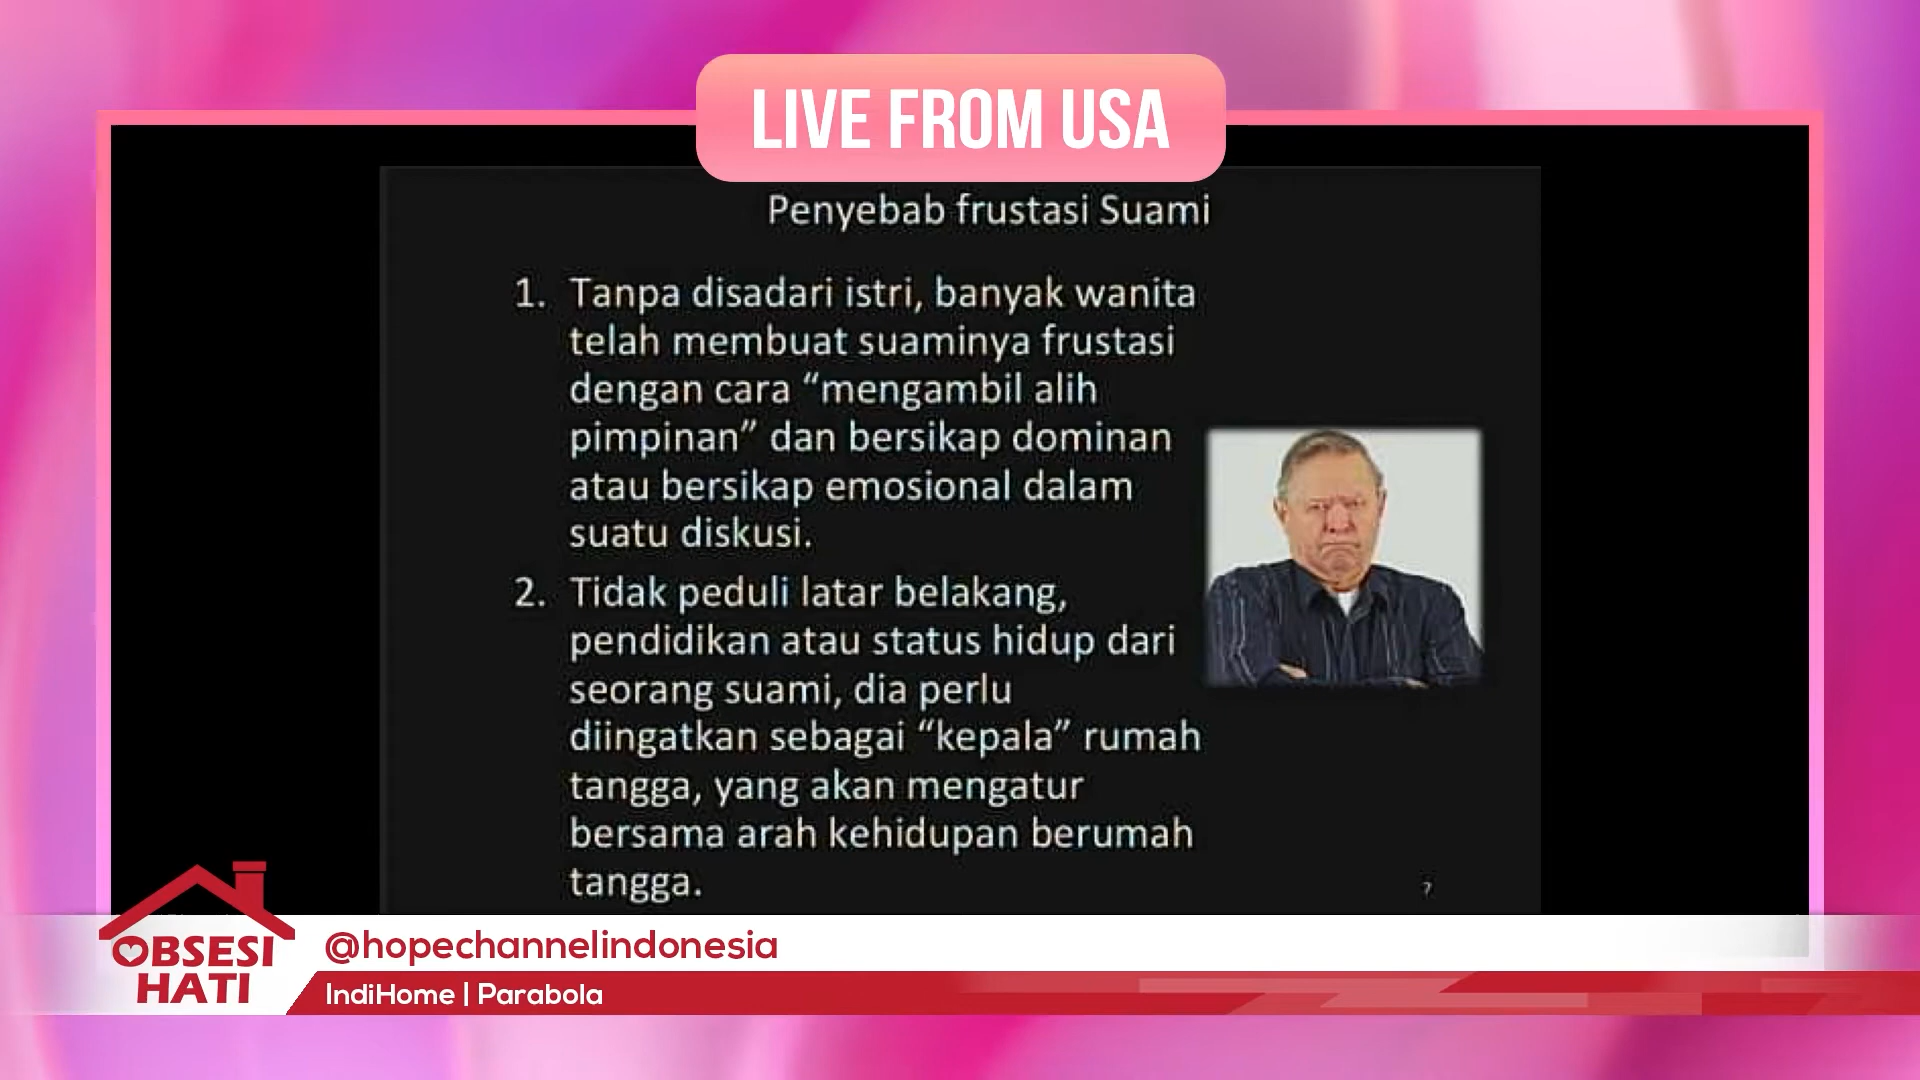 LIVE FROM USA
Penyebab frustasi Suami
1. Tanpa disadari istri, banyak wanita
telah membuat suaminya frustasi
dengan cara “mengambil alih
pimpinan” dan bersikap dominan
atau bersikap emosional dalam
suatu diskusi.
2. Tidak peduli latar belakang,
pendidikan atau status hidup dari
seorang suami, dia perlu
diingatkan sebagai “kepala” rumah
tangga, yang akan mengatur
bersama arah kehidupan berumah
tangga.
7
OBSESI
HATI
@hopechannelindonesia
IndiHome | Parabola